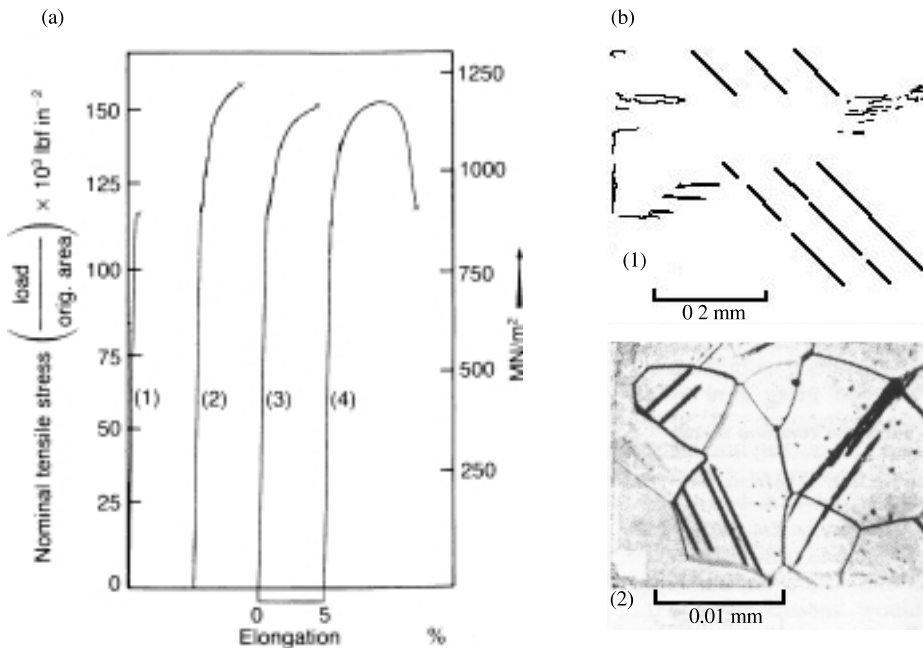 (a)
Nominal tensile stress ( load / orig. area ) × 10³ lbf in⁻²
150
125
100
75
50
25
0
(1)
(2)
(3)
(4)
1250
1000
750
500
250
MN/m²
0 5
Elongation %
(b)
(1)
0 2 mm
(2)
0.01 mm